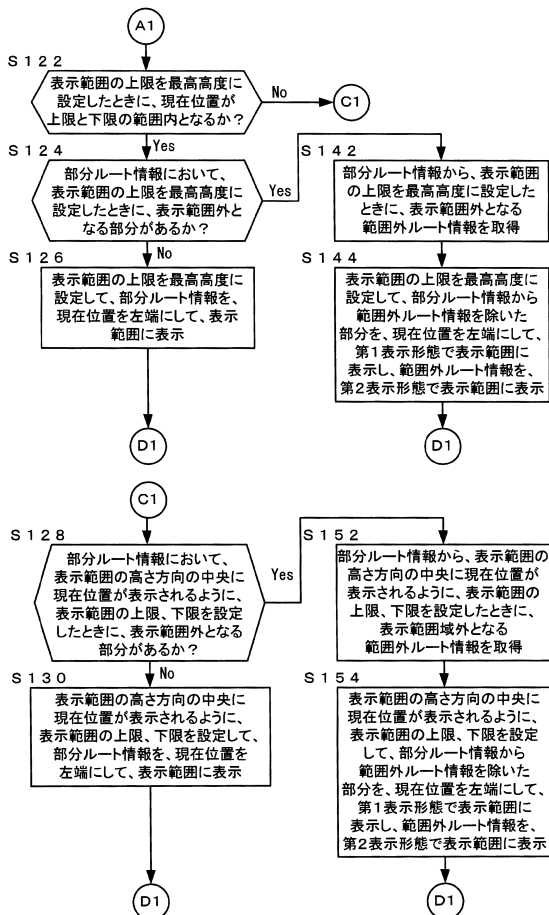 A1
S122
表示範囲の上限を最高高度に
設定したときに、現在位置が
上限と下限の範囲内となるか?
No
C1
Yes
S124
部分ルート情報において、
表示範囲の上限を最高高度に
設定したときに、表示範囲外と
なる部分があるか?
Yes
No
S142
部分ルート情報から、表示範囲
の上限を最高高度に設定した
ときに、表示範囲外となる
範囲外ルート情報を取得
S126
表示範囲の上限を最高高度に
設定して、部分ルート情報を、
現在位置を左端にして、表示
範囲に表示
S144
表示範囲の上限を最高高度に
設定して、部分ルート情報から
範囲外ルート情報を除いた
部分を、現在位置を左端にして、
第1表示形態で表示範囲に
表示し、範囲外ルート情報を、
第2表示形態で表示範囲に表示
D1
D1
C1
S128
部分ルート情報において、
表示範囲の高さ方向の中央に
現在位置が表示されるように、
表示範囲の上限、下限を設定
したときに、表示範囲外となる
部分があるか?
Yes
No
S152
部分ルート情報から、表示範囲の
高さ方向の中央に現在位置が
表示されるように、表示範囲の
上限、下限を設定したときに、
表示範囲域外となる
範囲外ルート情報を取得
S130
表示範囲の高さ方向の中央に
現在位置が表示されるように、
表示範囲の上限、下限を設定して、
部分ルート情報を、現在位置を
左端にして、表示範囲に表示
S154
表示範囲の高さ方向の中央に
現在位置が表示されるように、
表示範囲の上限、下限を設定
して、部分ルート情報から
範囲外ルート情報を除いた
部分を、現在位置を左端にして、
第1表示形態で表示範囲に
表示し、範囲外ルート情報を、
第2表示形態で表示範囲に表示
D1
D1